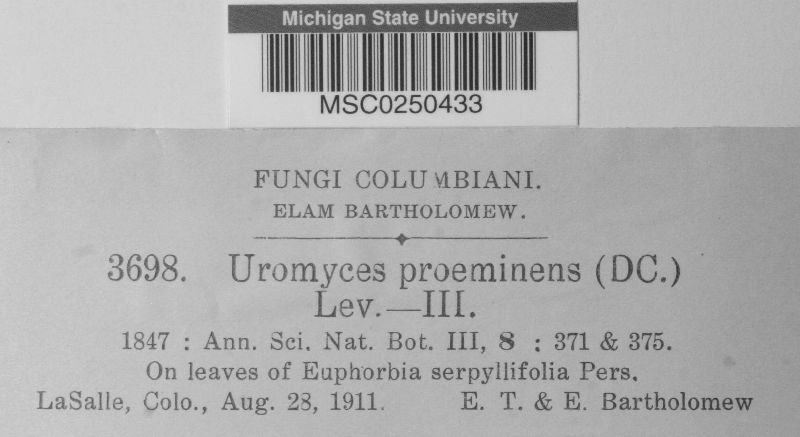 Michigan State University
MSC0250433
FUNGI COLUMBIANI.
ELAM BARTHOLOMEW.
3698. Uromyces proeminens (DC.)
Lev.—III.
1847 : Ann. Sci. Nat. Bot. III, 8 : 371 & 375.
On leaves of Euphorbia serpyllifolia Pers.
LaSalle, Colo., Aug. 28, 1911. E. T. & E. Bartholomew